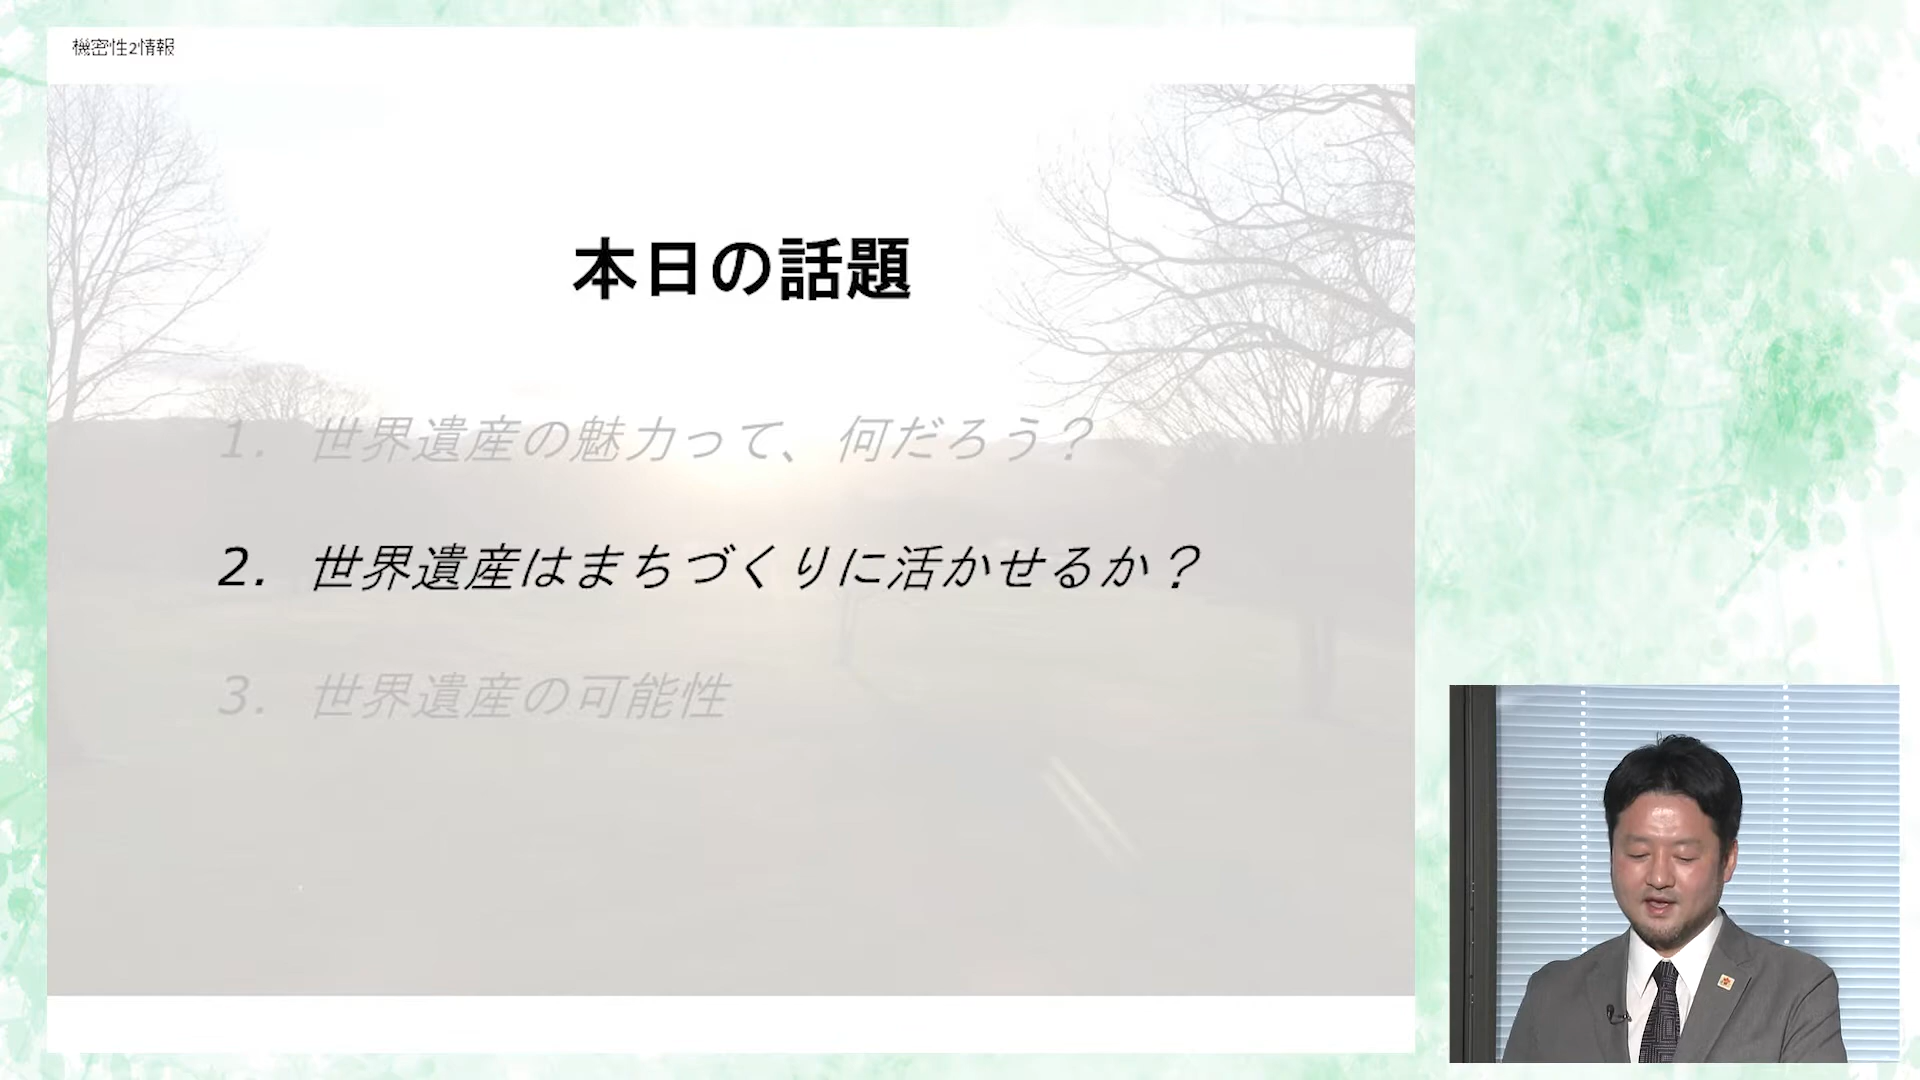 機密性2情報
本日の話題
1. 世界遺産の魅力って、何だろう？
2. 世界遺産はまちづくりに活かせるか？
3. 世界遺産の可能性